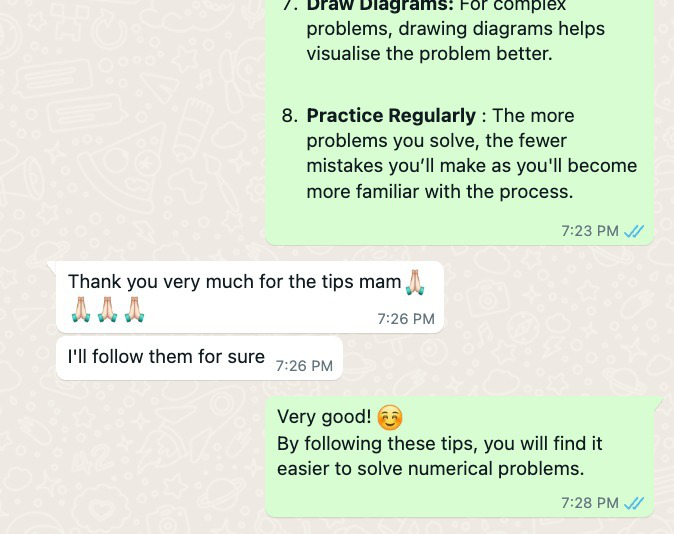 7. Draw Diagrams: For complex
problems, drawing diagrams helps
visualise the problem better.
8. Practice Regularly : The more
problems you solve, the fewer
mistakes you’ll make as you'll become
more familiar with the process.
7:23 PM
Thank you very much for the tips mam🙏🏻
🙏🏻🙏🏻🙏🏻
7:26 PM
I'll follow them for sure 7:26 PM
Very good! ☺️
By following these tips, you will find it
easier to solve numerical problems.
7:28 PM